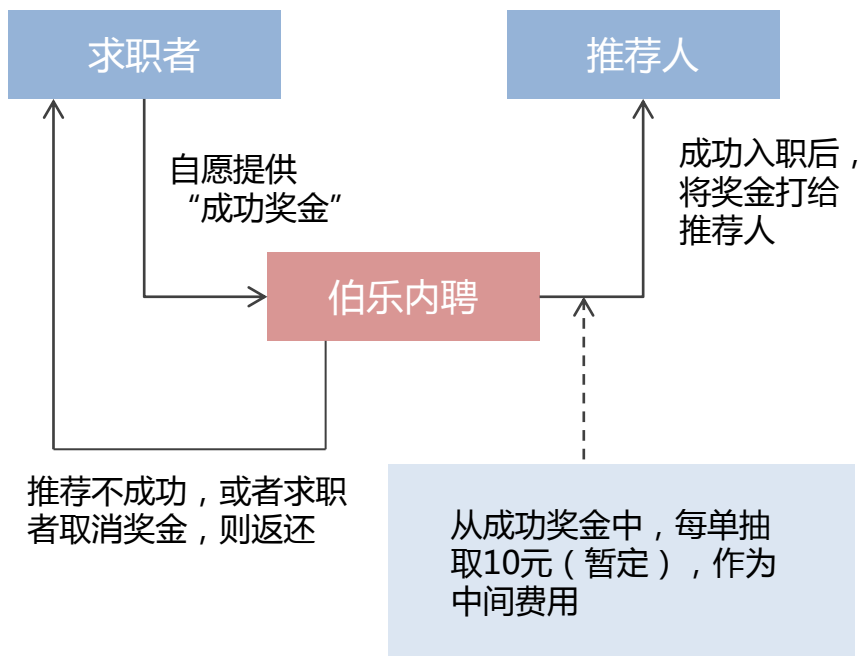 求职者
推荐人
自愿提供
“成功奖金”
成功入职后，
将奖金打给
推荐人
伯乐内聘
推荐不成功，或者求职
者取消奖金，则返还
从成功奖金中，每单抽
取10元（暂定），作为
中间费用